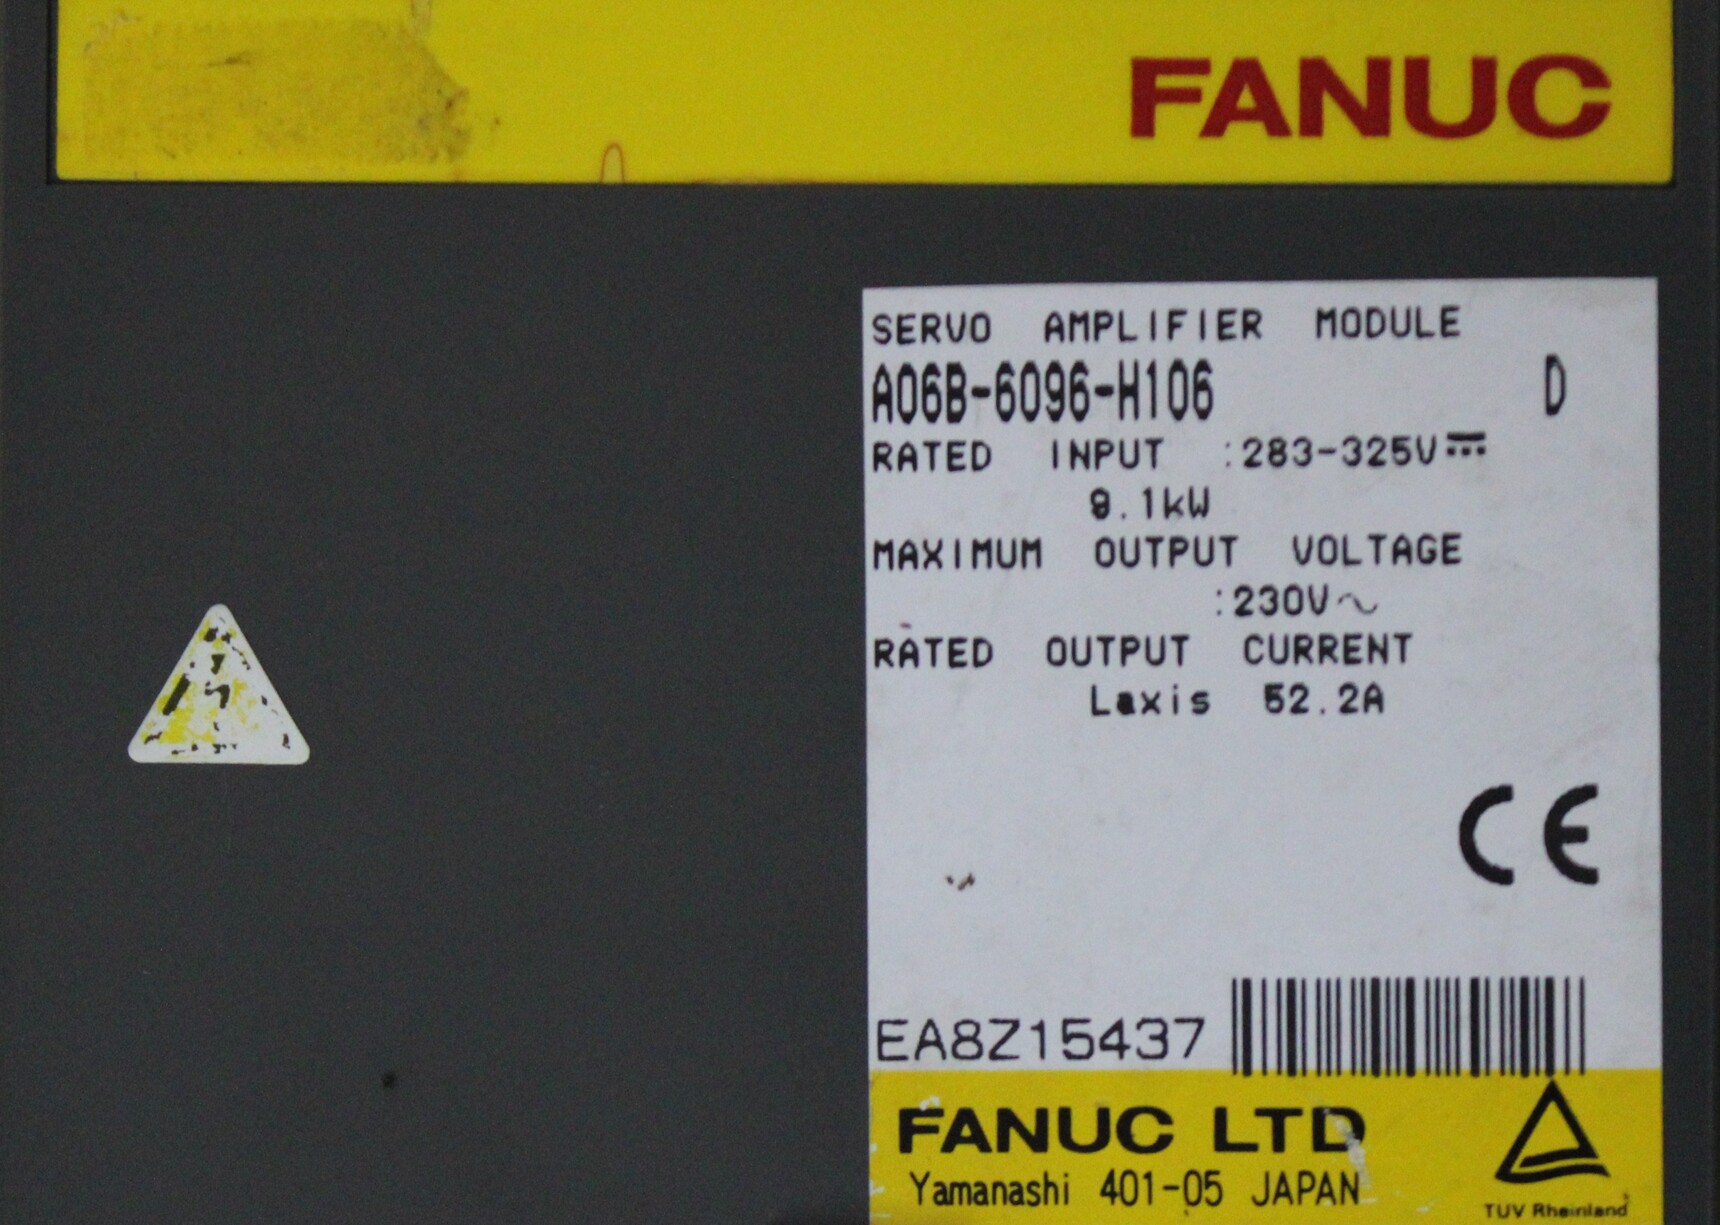 FANUC
SERVO AMPLIFIER MODULE
A06B-6096-H106 D
RATED INPUT :283-325V⎓
9.1kW
MAXIMUM OUTPUT VOLTAGE
:230V～
RATED OUTPUT CURRENT
Laxis 52.2A
CE
EA8Z15437
FANUC LTD
Yamanashi 401-05 JAPAN
TUV Rheinland